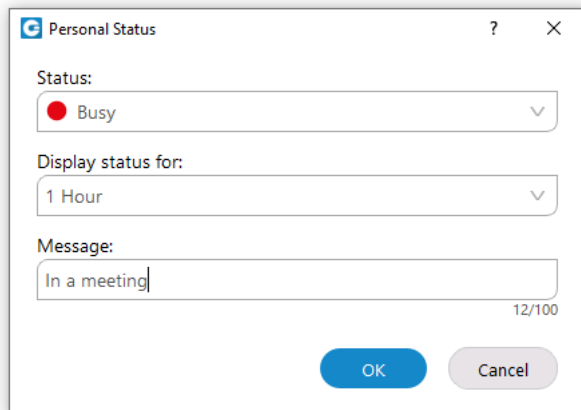 Personal Status ?
Status:
Busy
Display status for:
1 Hour
Message:
In a meeting
12/100
OK Cancel